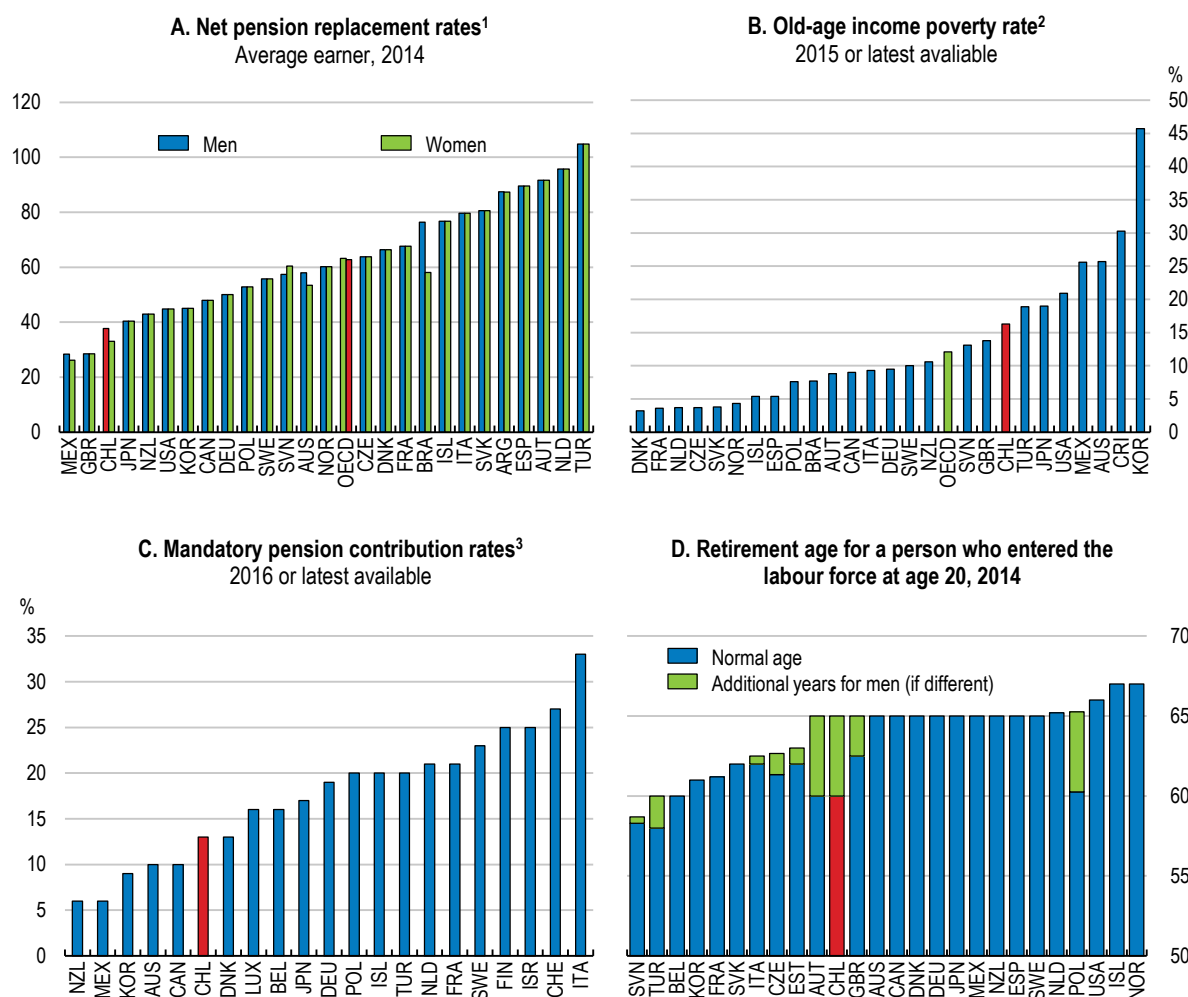 A. Net pension replacement rates¹
Average earner, 2014
120
100
80
60
40
20
0
Men
Women
MEX GBR CHL JPN NZL USA KOR CAN DEU POL SWE SVN AUS NOR OECD CZE DNK FRA BRA ISL ITA SVK ARG ESP AUT NLD TUR
B. Old-age income poverty rate²
2015 or latest avaliable
%
50
45
40
35
30
25
20
15
10
5
0
DNK FRA NLD CZE SVK NOR ISL ESP POL BRA AUT CAN ITA DEU SWE NZL OECD SVN GBR CHL TUR JPN USA MEX AUS CRI KOR
C. Mandatory pension contribution rates³
2016 or latest available
%
35
30
25
20
15
10
5
0
NZL MEX KOR AUS CAN CHL DNK LUX BEL JPN DEU POL ISL TUR NLD FRA SWE FIN ISR CHE ITA
D. Retirement age for a person who entered the
labour force at age 20, 2014
Normal age
Additional years for men (if different)
70
65
60
55
50
SVN TUR BEL KOR FRA SVK ITA CZE EST AUT CHL GBR AUS CAN DNK DEU JPN MEX NZL ESP SWE NLD POL USA ISL NOR